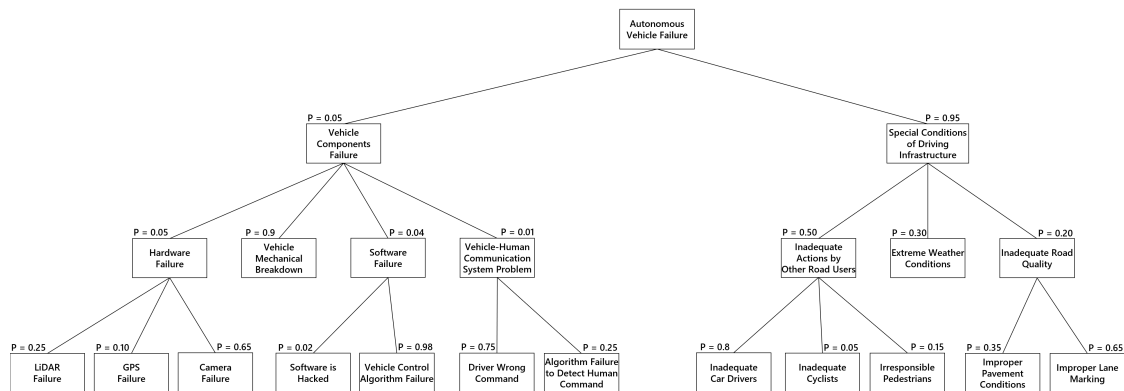 Autonomous
Vehicle Failure
P = 0.05
Vehicle
Components
Failure
P = 0.95
Special Conditions
of Driving
Infrastructure
P = 0.05
Hardware
Failure
P = 0.9
Vehicle
Mechanical
Breakdown
P = 0.04
Software
Failure
P = 0.01
Vehicle-Human
Communication
System Problem
P = 0.50
Inadequate
Actions by
Other Road Users
P = 0.30
Extreme Weather
Conditions
P = 0.20
Inadequate Road
Quality
P = 0.25
LiDAR
Failure
P = 0.10
GPS
Failure
P = 0.65
Camera
Failure
P = 0.02
Software is
Hacked
P = 0.98
Vehicle Control
Algorithm Failure
P = 0.75
Driver Wrong
Command
P = 0.25
Algorithm Failure
to Detect Human
Command
P = 0.8
Inadequate
Car Drivers
P = 0.05
Inadequate
Cyclists
P = 0.15
Irresponsible
Pedestrians
P = 0.35
Improper
Pavement
Conditions
P = 0.65
Improper Lane
Marking